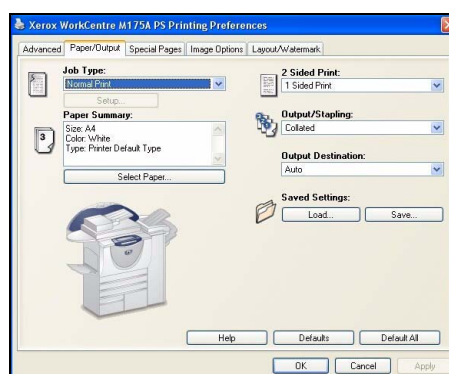 Xerox WorkCentre M175A PS Printing Preferences
Advanced Paper/Output Special Pages Image Options Layout/Watermark
Job Type:
Normal Print
Setup...
Paper Summary:
3
Size: A4
Color: White
Type: Printer Default Type
Select Paper...
2 Sided Print:
1 Sided Print
Output/Stapling:
Collated
Output Destination:
Auto
Saved Settings:
Load... Save...
Help Defaults Default All
OK Cancel Apply